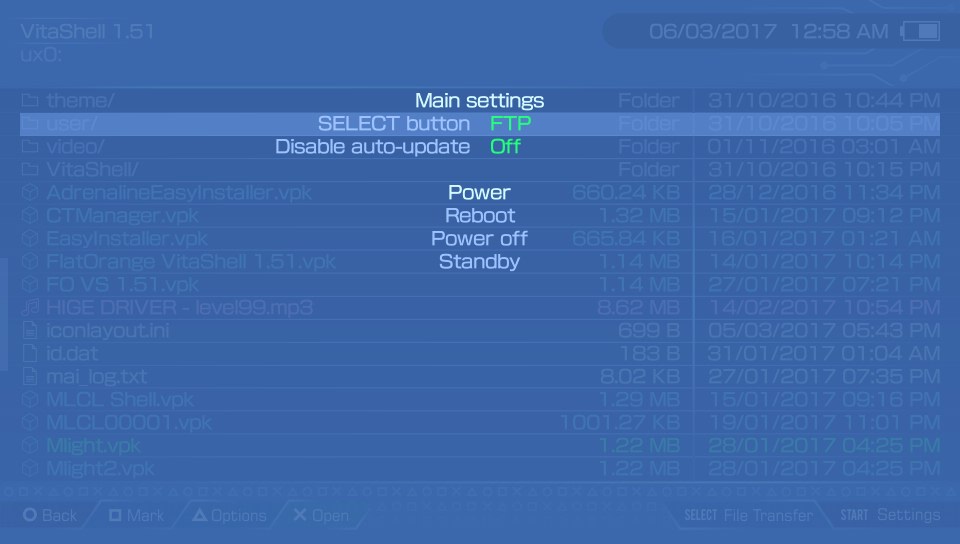 VitaShell 1.51 06/03/2017 12:58 AM
ux0:
Main settings
SELECT button FTP
Disable auto-update Off
Power
Reboot
Power off
Standby
theme/ Folder 31/10/2016 10:44 PM
user/ Folder 31/10/2016 10:05 PM
video/ Folder 01/11/2016 03:01 AM
VitaShell/ 31/10/2016 10:15 PM
AdrenalineEasyInstaller.vpk 660.24 KB 28/12/2016 11:3 PM
CTManager.vpk 1.32 MB 15/01/2017 09:1 PM
EasyInstaller.vpk 665.84 KB 16/01/2017 01:2 AM
FlatOrange VitaShell 1.51.vpk 1.14 MB 14/01/2017 10:14 PM
FO VS 1.51.vpk 1.14 MB 27/01/2017 07:21 PM
HIGE DRIVER - level99.mp3 8.62 MB 14/02/2017 10:54 PM
iconlayout.ini 699 B 05/03/2017 05:43 PM
id.dat 183 B 31/01/2017 01:04 AM
mai_log.txt 8.02 KB 27/01/2017 07:35 PM
MLCL Shell.vpk 1.29 MB 15/01/2017 09:16 PM
MLCL00001.vpk 1001.27 KB 19/01/2017 11:01 PM
Mlight.vpk 1.22 MB 28/01/2017 04:25 PM
Mlight2.vpk 1.22 MB 28/01/2017 04:25 PM
Back Mark Options Open SELECT File Transfer START Settings